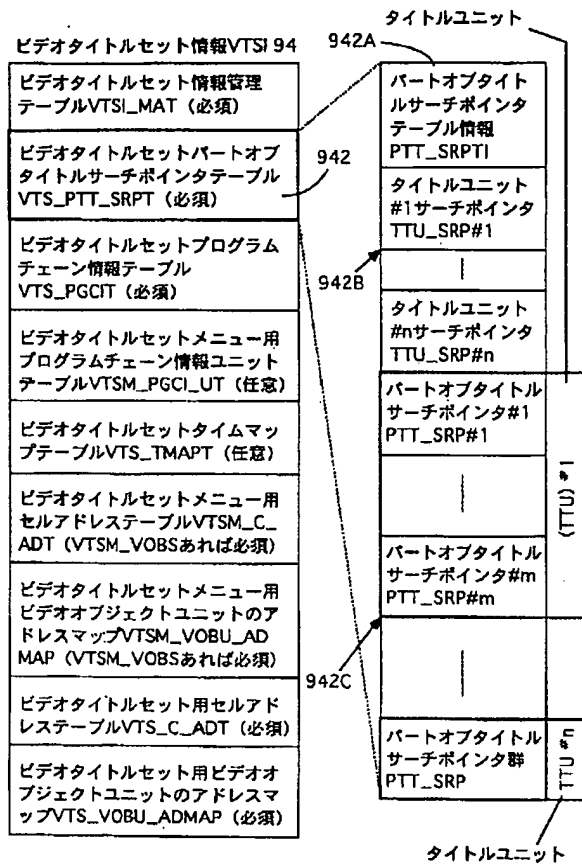 ビデオタイトルセット情報VTSI 94
ビデオタイトルセット情報管理
テーブルVTSI_MAT（必須）
ビデオタイトルセットパートオブ
タイトルサーチポインタテーブル
VTS_PTT_SRPT（必須）
ビデオタイトルセットプログラム
チェーン情報テーブル
VTS_PGCIT（必須）
ビデオタイトルセットメニュー用
プログラムチェーン情報ユニット
テーブルVTSM_PGCI_UT（任意）
ビデオタイトルセットタイムマッ
プテーブルVTS_TMAPT（任意）
ビデオタイトルセットメニュー用
セルアドレステーブルVTSM_C_
ADT（VTSM_VOBSあれば必須）
ビデオタイトルセットメニュー用
ビデオオブジェクトユニットのア
ドレスマップVTSM_VOBU_AD
MAP（VTSM_VOBSあれば必須）
ビデオタイトルセット用セルアド
レステーブルVTS_C_ADT（必須）
ビデオタイトルセット用ビデオオ
ブジェクトユニットのアドレスマ
ップVTS_VOBU_ADMAP（必須）
942
タイトルユニット
942A
パートオブタイト
ルサーチポインタ
テーブル情報
PTT_SRPTI
タイトルユニット
#1サーチポインタ
TTU_SRP#1
942B
タイトルユニット
#nサーチポインタ
TTU_SRP#n
パートオブタイトル
サーチポインタ#1
PTT_SRP#1
(TTU) #1
パートオブタイトル
サーチポインタ#m
PTT_SRP#m
942C
パートオブタイトル
サーチポインタ群
PTT_SRP
TTU #n
タイトルユニット